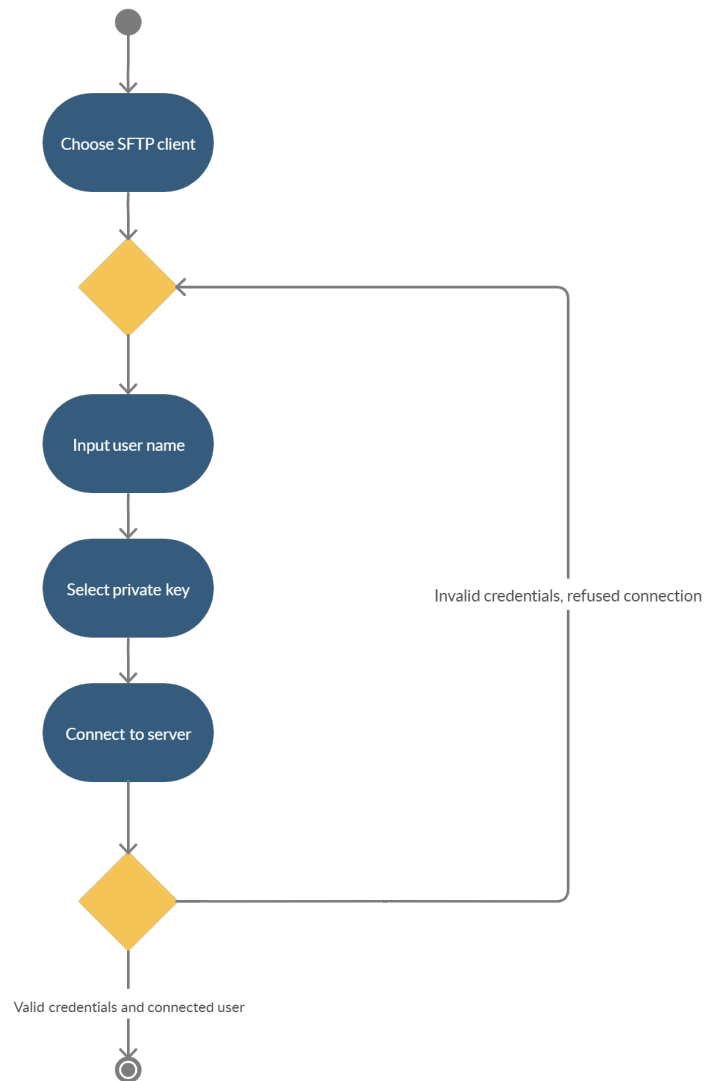 Choose SFTP client
Input user name
Select private key
Invalid credentials, refused connection
Connect to server
Valid credentials and connected user